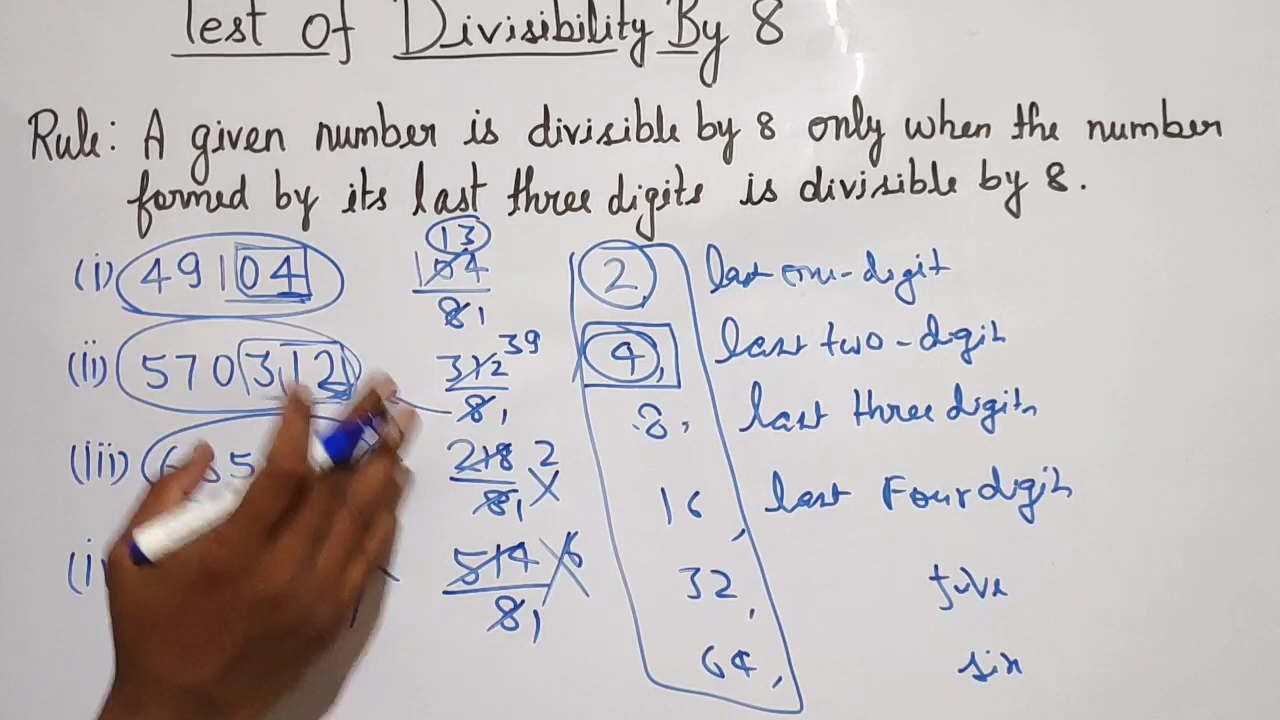 Test Of Divisibility By 8
Rule: A given number is divisible by 8 only when the number
formed by its last three digits is divisible by 8.
(i) 49104 104/8, 13 2 last one-digit
(ii) 570312 312/8, 39 4, last two-digit
8, last three digits
(iii) 218/8, 2 X 16, last Four digits
514/8, 6 X 32, five
64, six